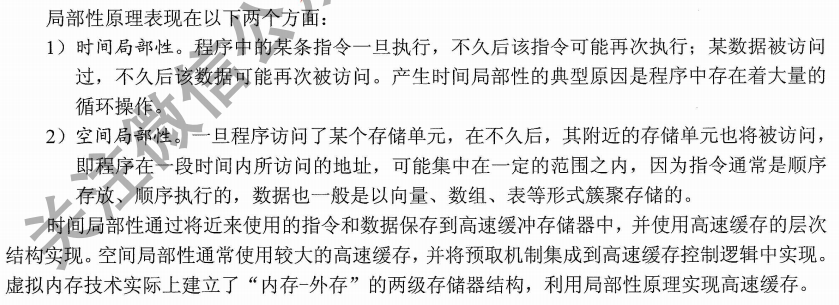 局部性原理表现在以下两个方面：
1）时间局部性。程序中的某条指令一旦执行，不久后该指令可能再次执行；某数据被访问
过，不久后该数据可能再次被访问。产生时间局部性的典型原因是程序中存在着大量的
循环操作。
2）空间局部性。一旦程序访问了某个存储单元，在不久后，其附近的存储单元也将被访问，
即程序在一段时间内所访问的地址，可能集中在一定的范围之内，因为指令通常是顺序
存放、顺序执行的，数据也一般是以向量、数组、表等形式簇聚存储的。
时间局部性通过将近来使用的指令和数据保存到高速缓冲存储器中，并使用高速缓存的层次
结构实现。空间局部性通常使用较大的高速缓存，并将预取机制集成到高速缓存控制逻辑中实现。
虚拟内存技术实际上建立了“内存-外存”的两级存储器结构，利用局部性原理实现高速缓存。
关注微信公众